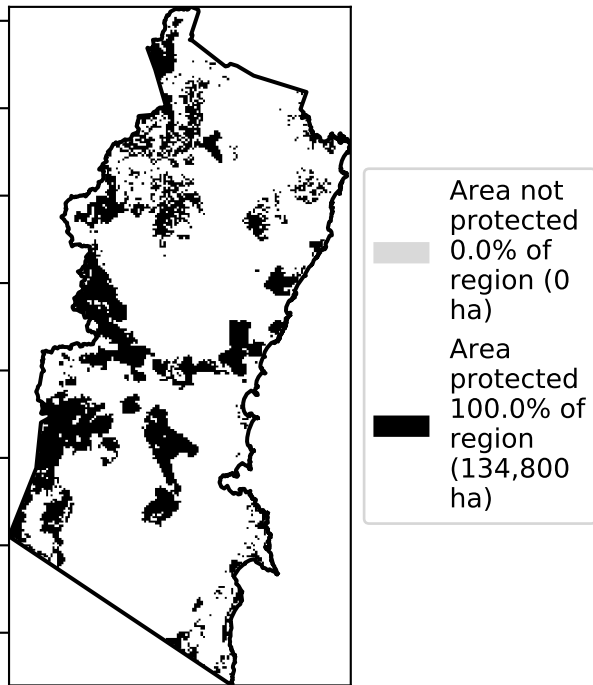 Area not
protected
0.0% of
region (0
ha)
Area
protected
100.0% of
region
(134,800
ha)